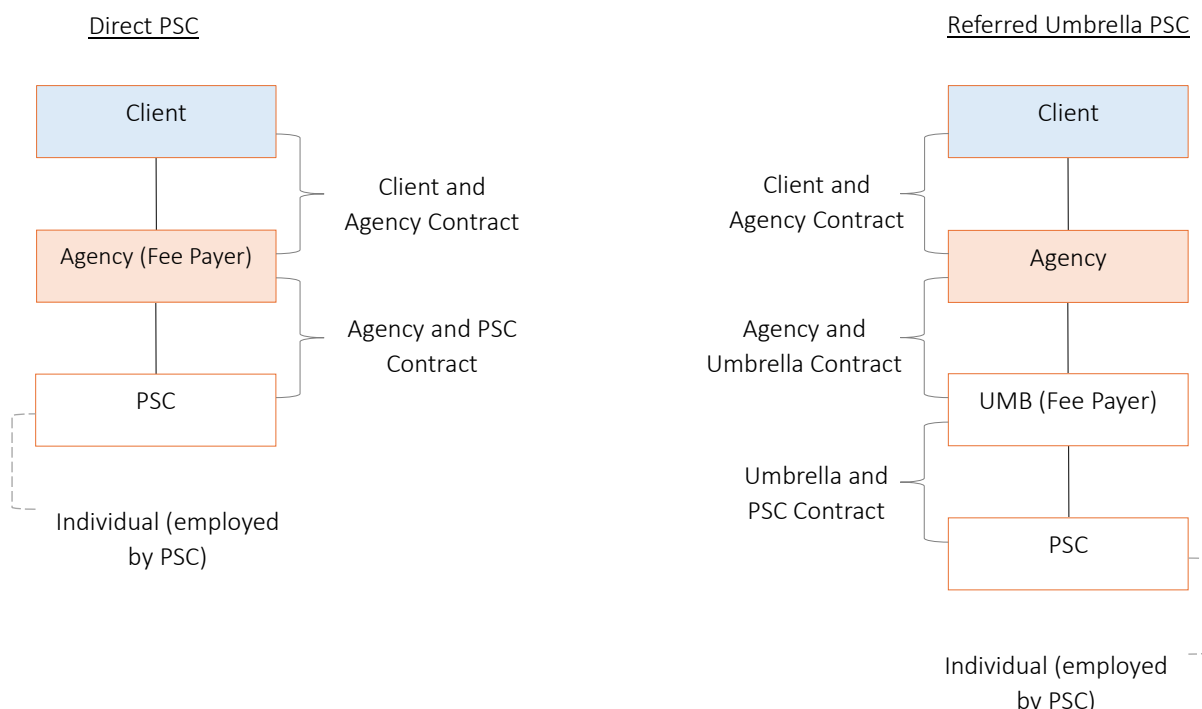 Direct PSC
Client
Client and
Agency Contract
Agency (Fee Payer)
Agency and PSC
Contract
PSC
Individual (employed
by PSC)
Referred Umbrella PSC
Client
Client and
Agency Contract
Agency
Agency and
Umbrella Contract
UMB (Fee Payer)
Umbrella and
PSC Contract
PSC
Individual (employed
by PSC)